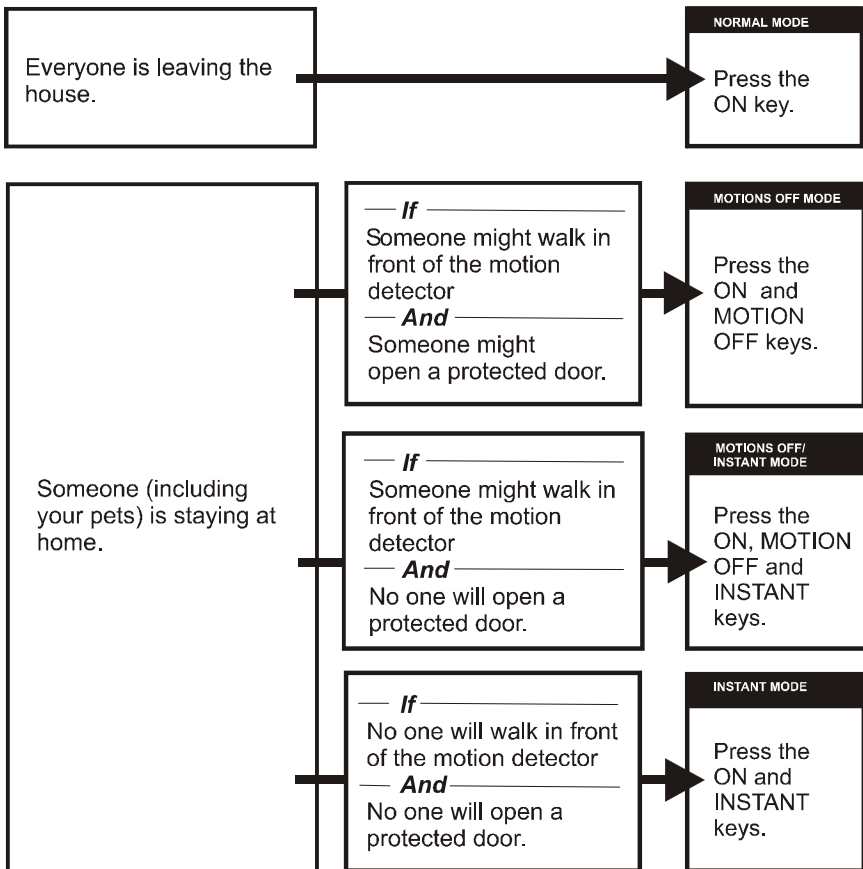 Everyone is leaving the
house.
NORMAL MODE
Press the
ON key.
Someone (including
your pets) is staying at
home.
If
Someone might walk in
front of the motion
detector
And
Someone might
open a protected door.
MOTIONS OFF MODE
Press the
ON and
MOTION
OFF keys.
If
Someone might walk in
front of the motion
detector
And
No one will open a
protected door.
MOTIONS OFF/
INSTANT MODE
Press the
ON, MOTION
OFF and
INSTANT
keys.
If
No one will walk in front
of the motion detector
And
No one will open a
protected door.
INSTANT MODE
Press the
ON and
INSTANT
keys.